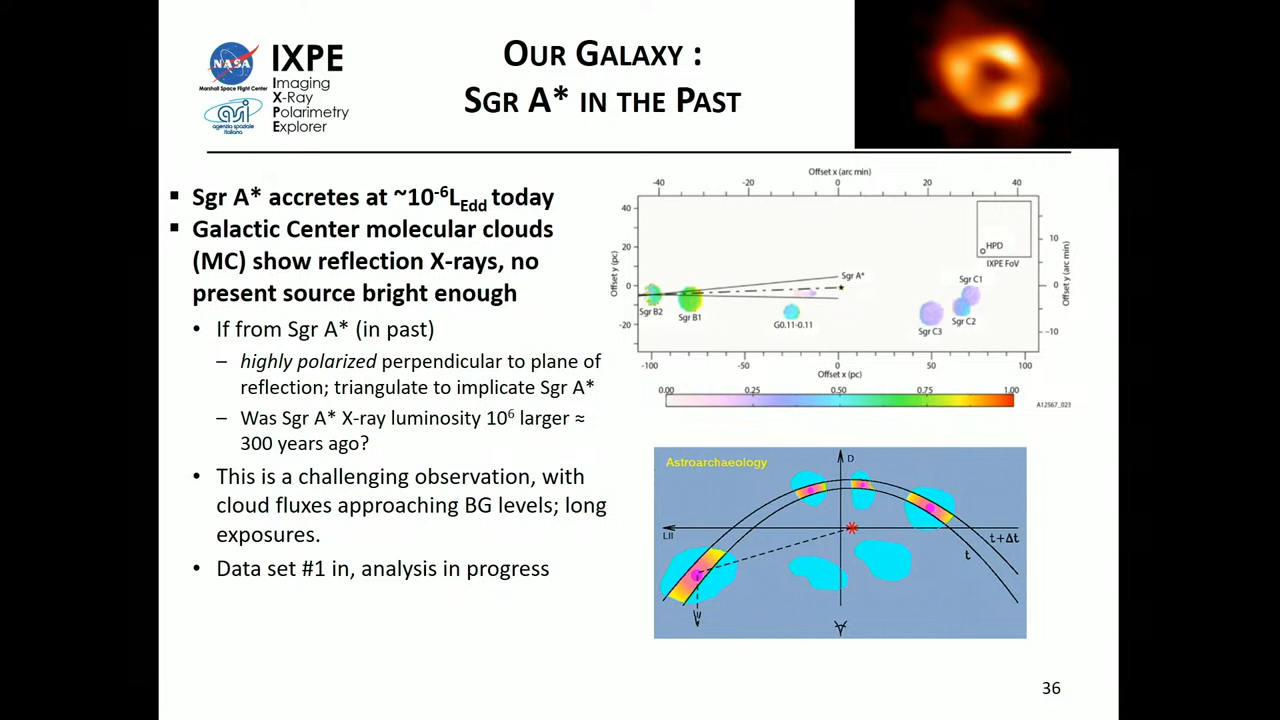 NASA
Marshall Space Flight Center
asi
agenzia spaziale
italiana
IXPE
Imaging
X-Ray
Polarimetry
Explorer
OUR GALAXY :
SGR A* IN THE PAST
▪ Sgr A* accretes at ~10-6LEdd today
▪ Galactic Center molecular clouds
(MC) show reflection X-rays, no
present source bright enough
• If from Sgr A* (in past)
– highly polarized perpendicular to plane of
reflection; triangulate to implicate Sgr A*
– Was Sgr A* X-ray luminosity 106 larger ≈
300 years ago?
• This is a challenging observation, with
cloud fluxes approaching BG levels; long
exposures.
• Data set #1 in, analysis in progress
Offset x (arc min)
-40 -20 0 20 40
40
20
0
-20
Offset y (pc)
10
0
-10
Offset y (arc min)
HPD
IXPE FoV
Sgr A*
Sgr B2
Sgr B1
G0.11-0.11
Sgr C1
Sgr C2
Sgr C3
-100 -50 0 50 100
Offset x (pc)
0.00 0.25 0.50 0.75 1.00
A12567_023
Astroarchaeology
D
LII
t+Δt
t
36